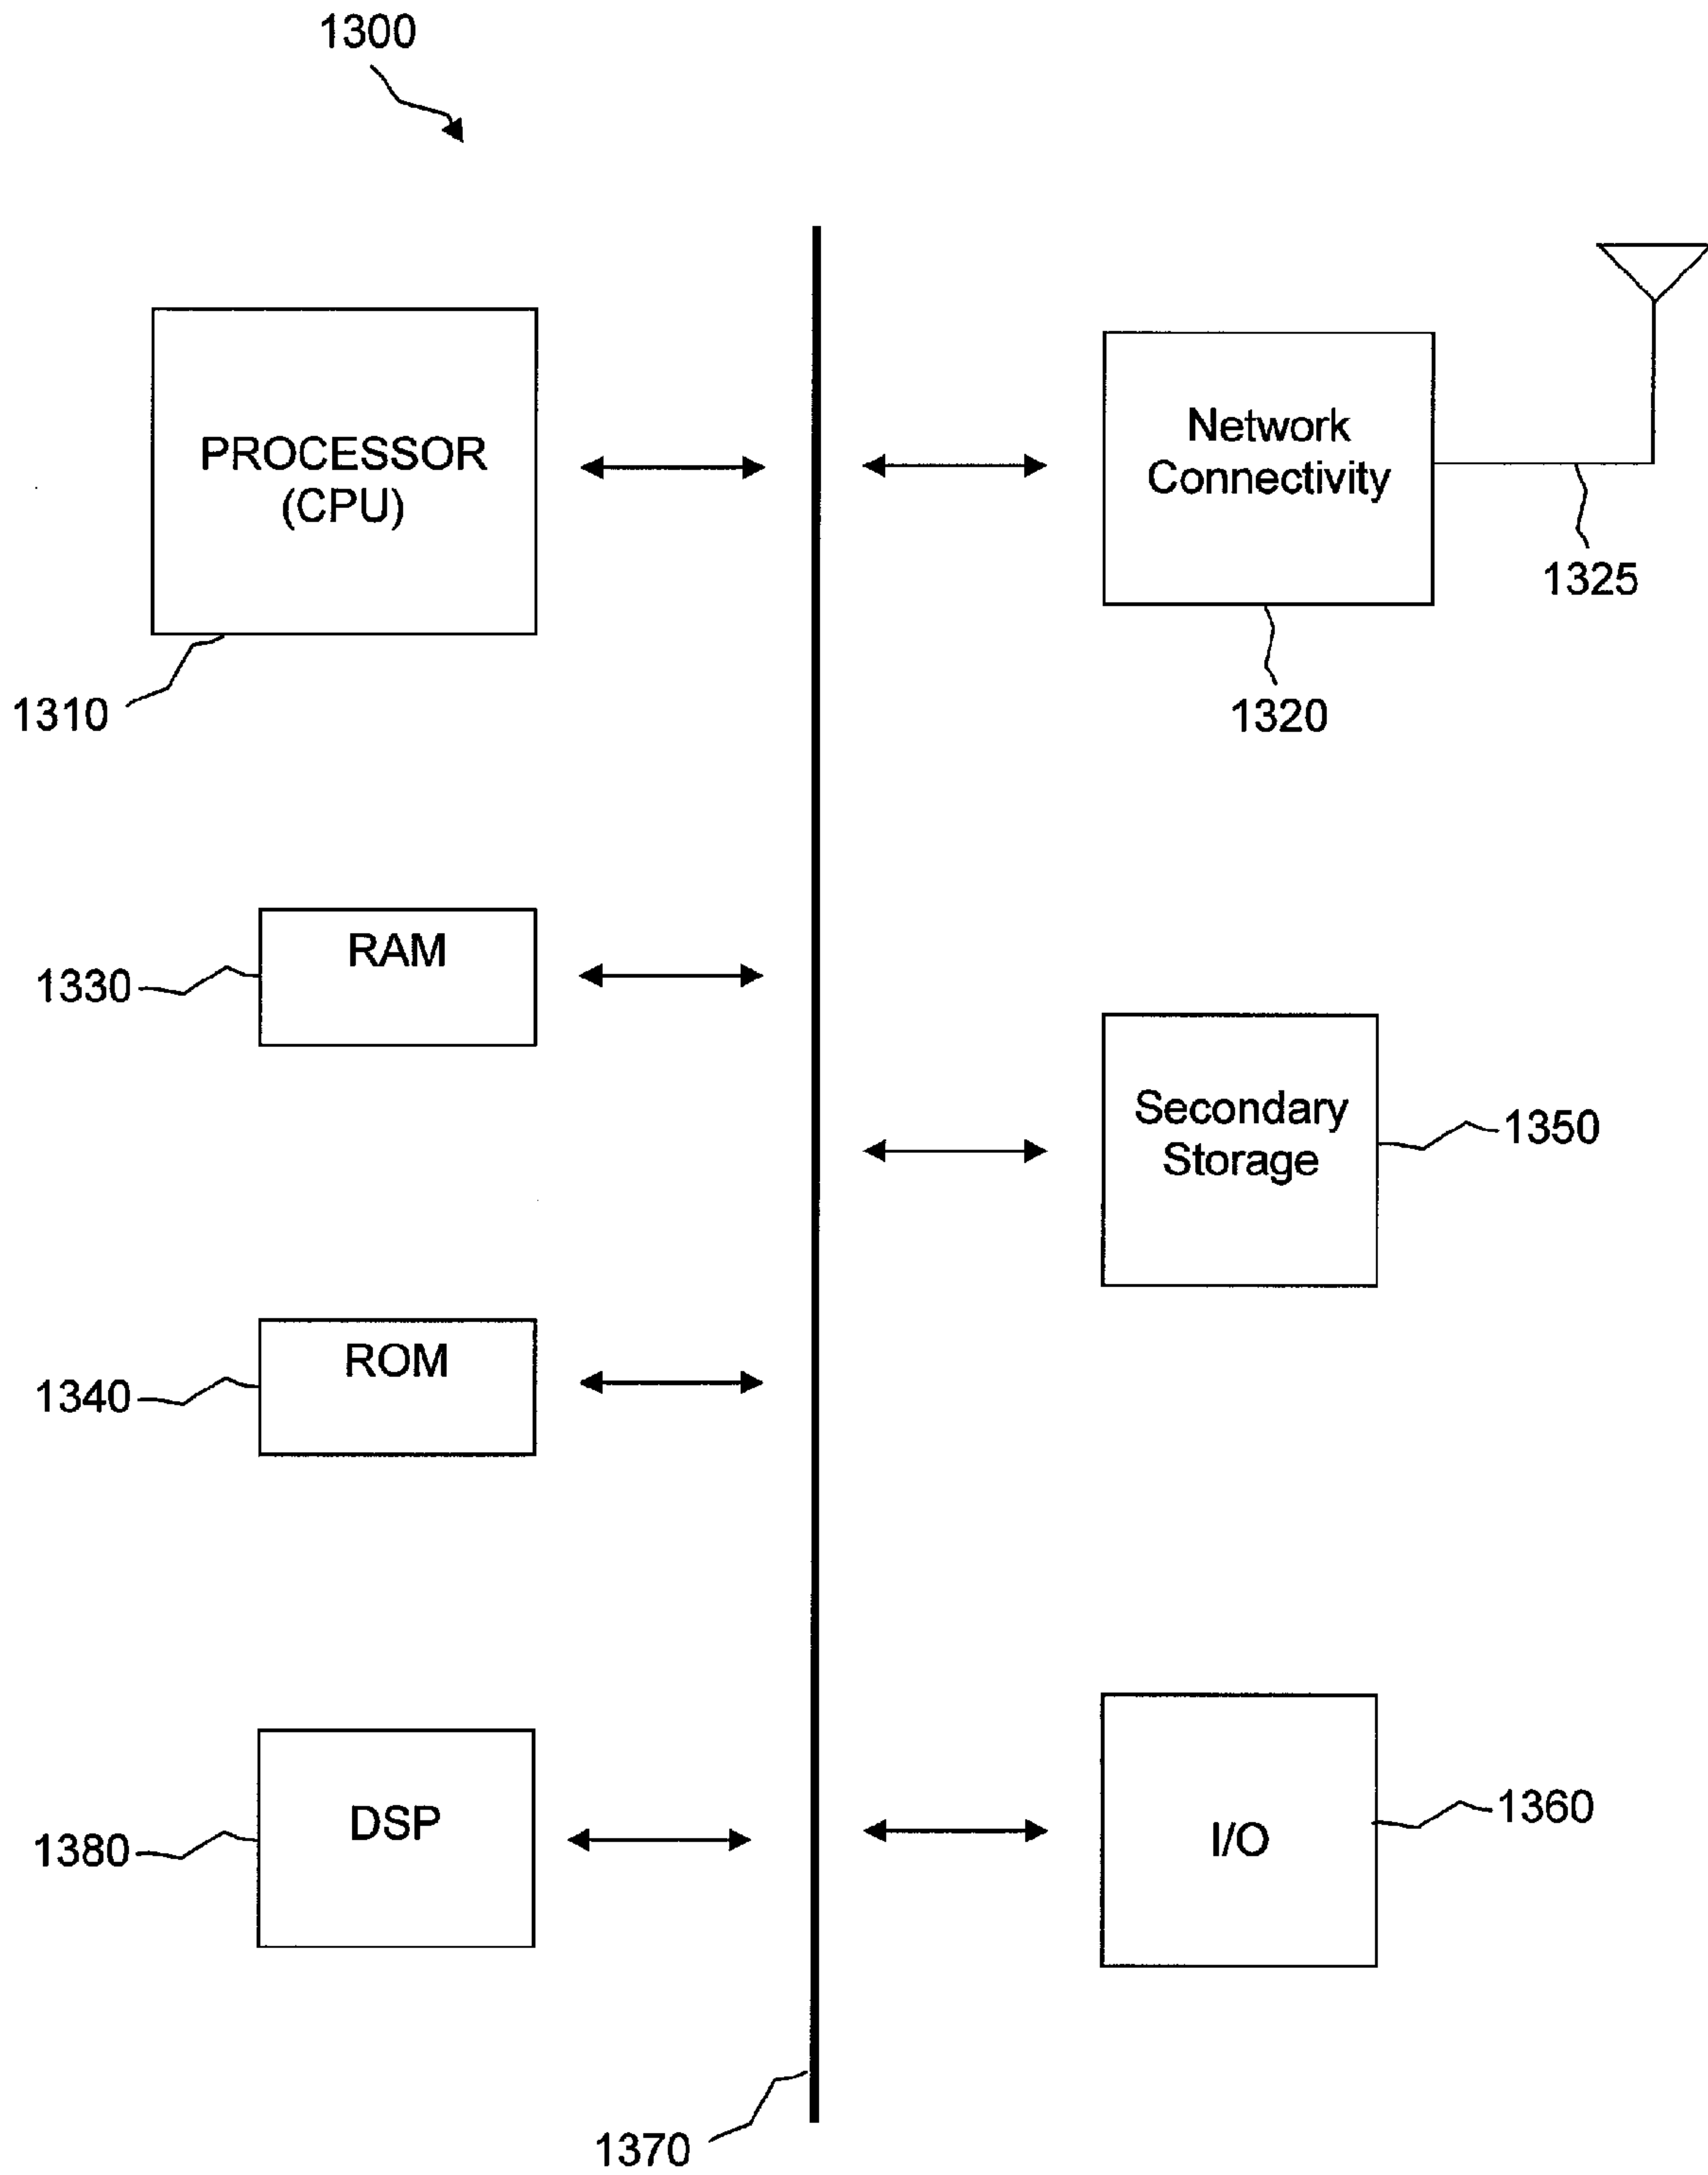 1300
PROCESSOR
(CPU)
1310
Network
Connectivity
1325
1320
RAM
1330
Secondary
Storage
1350
ROM
1340
DSP
1380
I/O
1360
1370